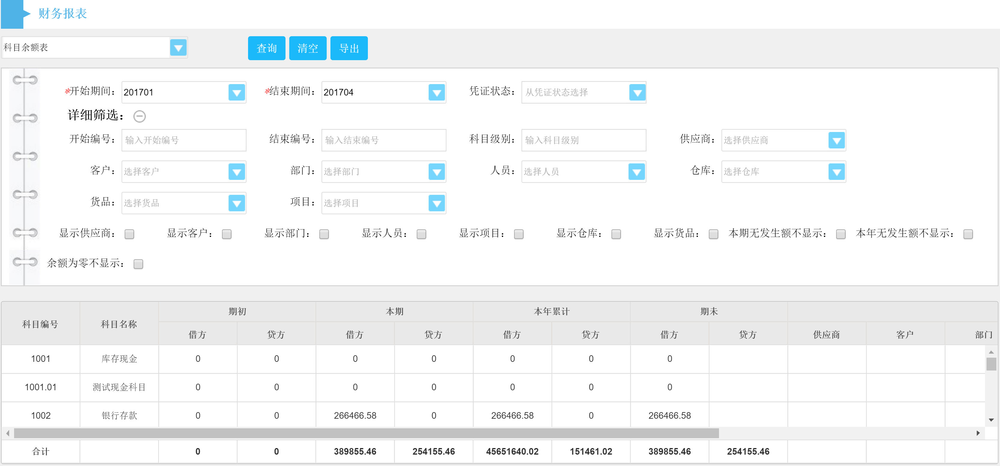 财务报表
科目余额表 查询 清空 导出
*开始期间： 201701 *结束期间： 201704 凭证状态： 从凭证状态选择
详细筛选：
开始编号： 输入开始编号 结束编号： 输入结束编号 科目级别： 输入科目级别 供应商： 选择供应商
客户： 选择客户 部门： 选择部门 人员： 选择人员 仓库： 选择仓库
货品： 选择货品 项目： 选择项目
显示供应商： 显示客户： 显示部门： 显示人员： 显示项目： 显示仓库： 显示货品： 本期无发生额不显示： 本年无发生额不显示：
余额为零不显示：
科目编号 科目名称 期初 本期 本年累计 期未
借方 贷方 借方 贷方 借方 贷方 借方 贷方 供应商 客户 部门
1001 库存现金 0 0 0 0 0 0 0
1001.01 测试现金科目 0 0 0 0 0 0 0
1002 银行存款 0 0 266466.58 0 266466.58 0 266466.58
合计 0 0 389855.46 254155.46 45651640.02 151461.02 389855.46 254155.46